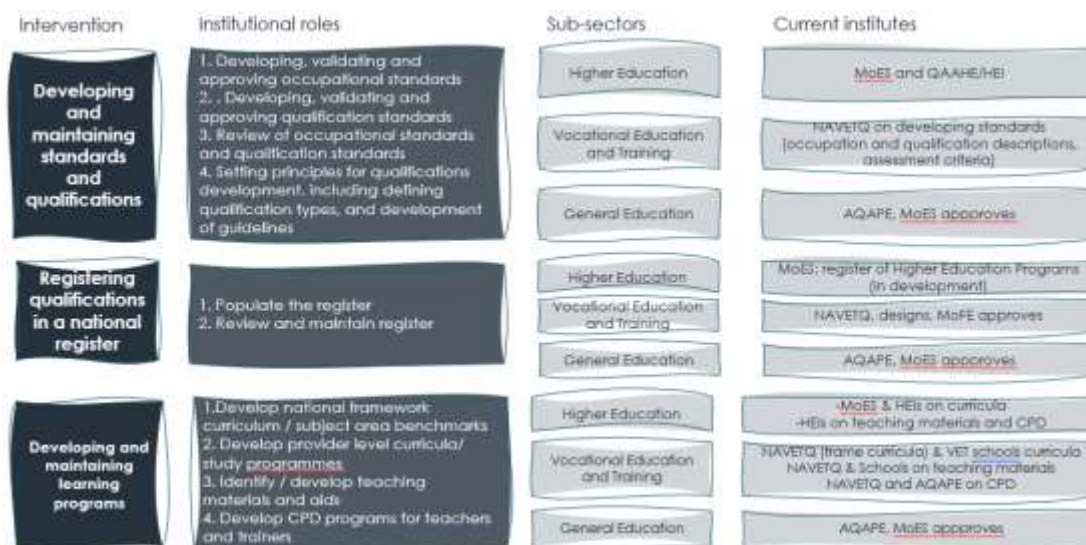 Intervention
Institutional roles
Sub-sectors
Current institutes
Developing
and
maintaining
standards
and
qualifications
1. Developing, validating and
approving occupational standards
2. . Developing, validating and
approving qualification standards
3. Review of occupational standards
and qualification standards
4. Setting principles for qualifications
development, including defining
qualification types, and development
of guidelines
Higher Education
MoES and QAAHE/HEI
Vocational Education
and Training
NAVETQ on developing standards
(occupation and qualification descriptions,
assessment criteria)
General Education
AQAPE, MoES appproves
Registering
qualifications
in a national
register
1. Populate the register
2. Review and maintain register
Higher Education
MoES: register of Higher Education Programs
(in development)
Vocational Education
and Training
NAVETQ, designs, MoFE approves
General Education
AQAPE, MoES appproves
Developing and
maintaining
learning
programs
1.Develop national framework
curriculum / subject area benchmarks
2. Develop provider level curricula/
study programmes
3. Identify / develop teaching
materials and aids
4. Develop CPD programs for teachers
and trainers
Higher Education
-MoES & HEIs on curricula
-HEIs on teaching materials and CPD
Vocational Education
and Training
NAVETQ (frame curricula) & VET schools curricula
NAVETQ & Schools on teaching materials
NAVETQ and AQAPE on CPD
General Education
AQAPE, MoES appproves